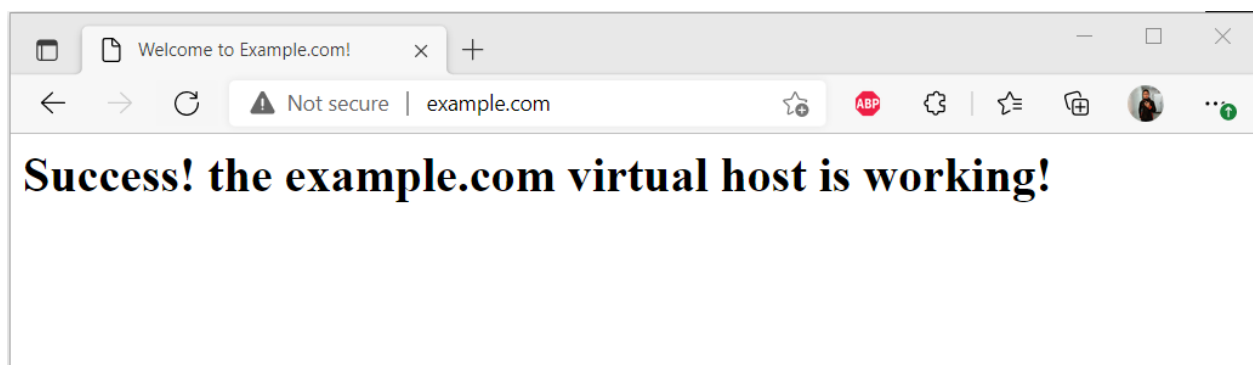 Welcome to Example.com!
Not secure | example.com
ABP
Success! the example.com virtual host is working!